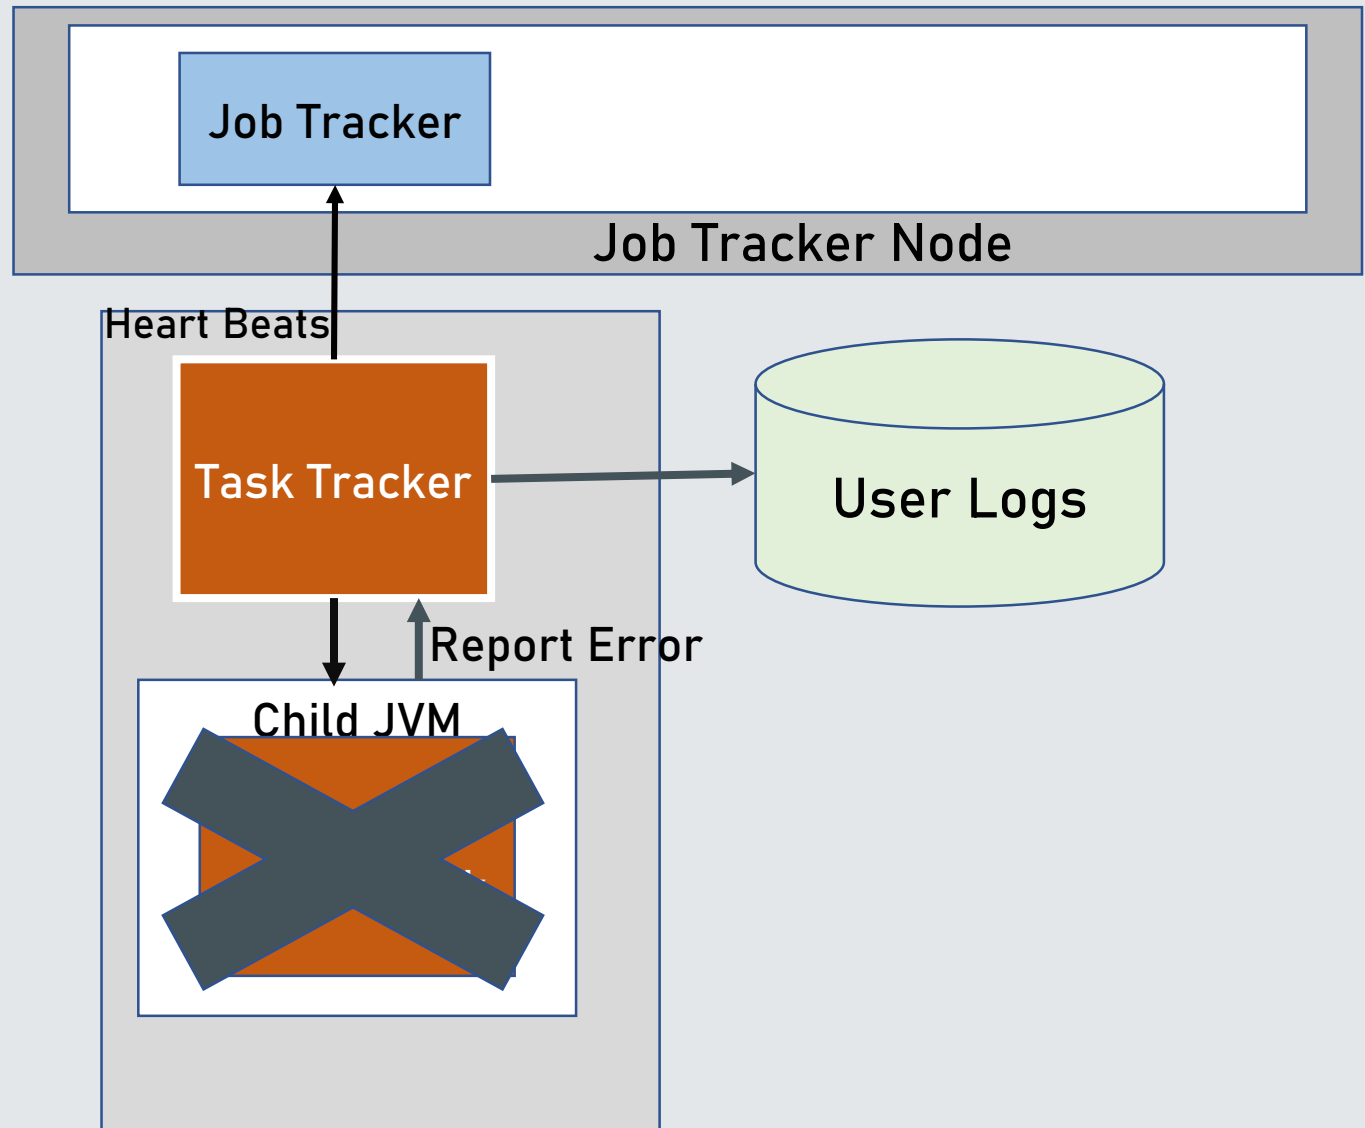 Job Tracker
Job Tracker Node
Heart Beats
Task Tracker
User Logs
Report Error
Child JVM